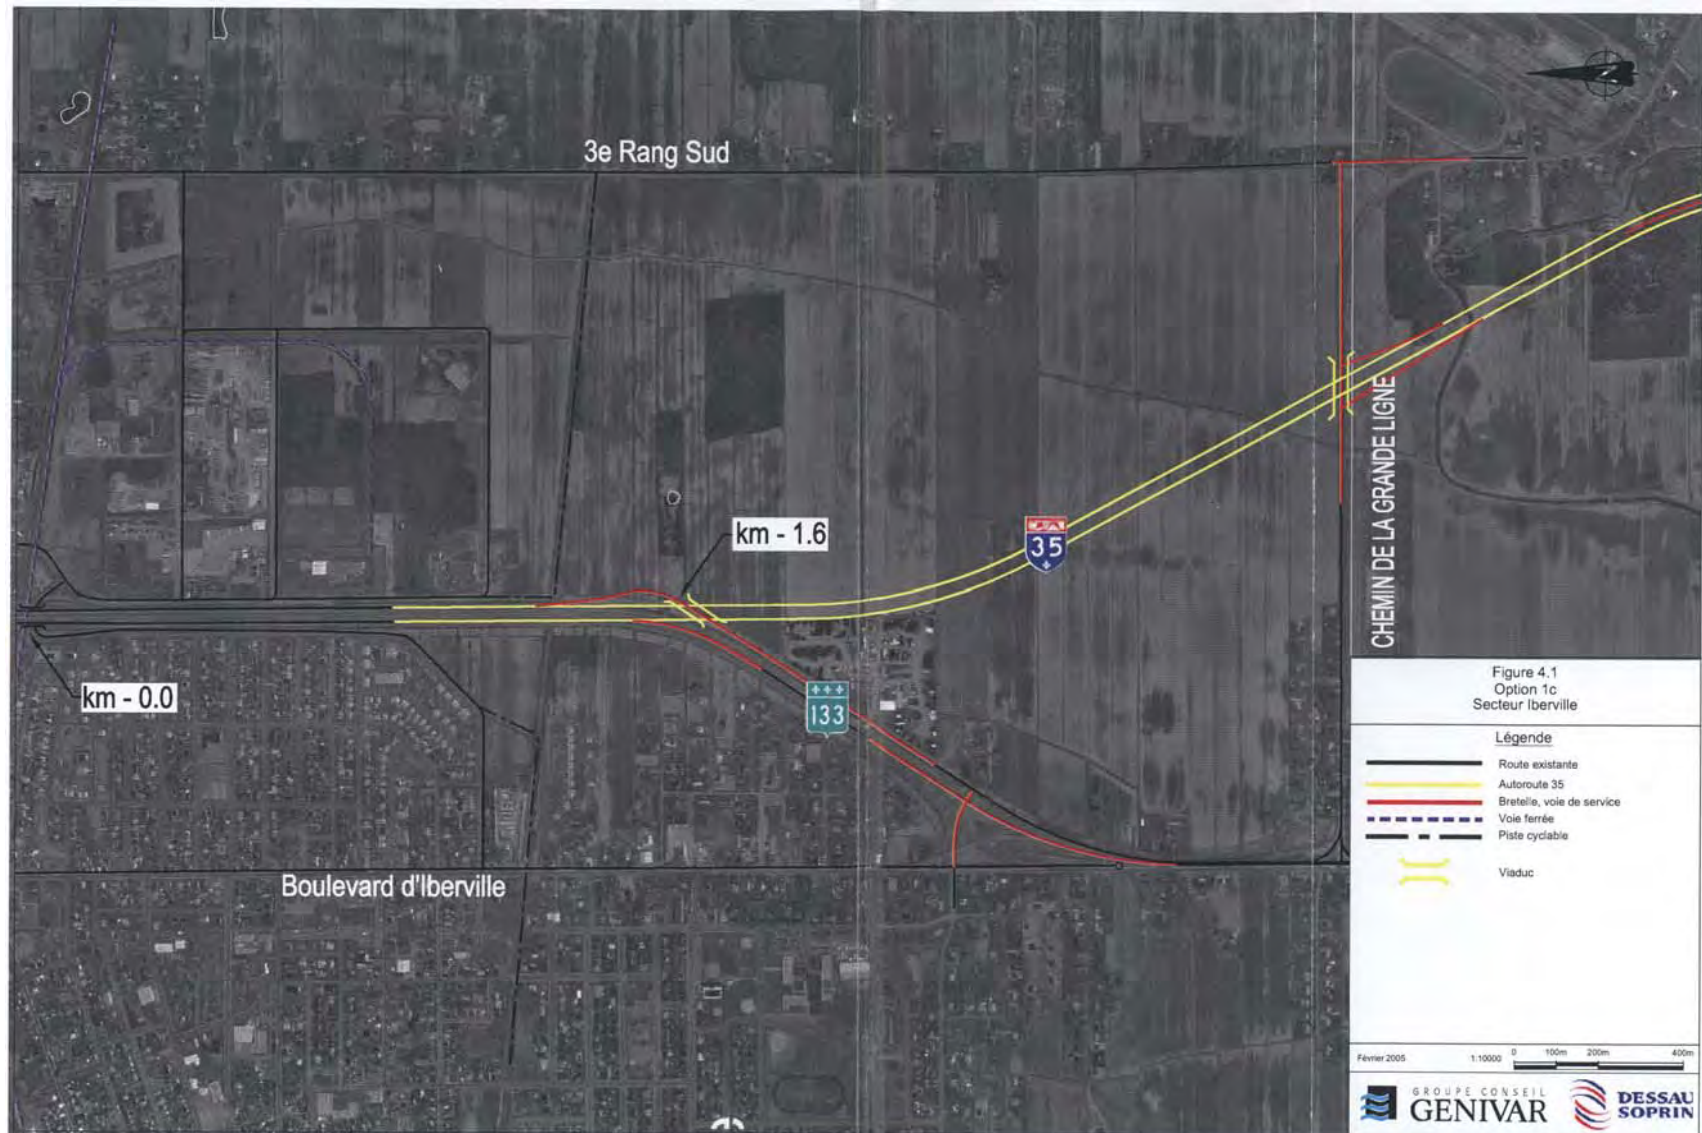 3e Rang Sud
km - 1.6
35
CHEMIN DE LA GRANDE LIGNE
km - 0.0
133
Boulevard d'Iberville
Figure 4.1
Option 1c
Secteur Iberville
Légende
Route existante
Autoroute 35
Bretelle, voie de service
Voie ferrée
Piste cyclable
Viaduc
Février 2005
1:10000
0 100m 200m 400m
GROUPE CONSEIL
GENIVAR
DESSAU
SOPRIN